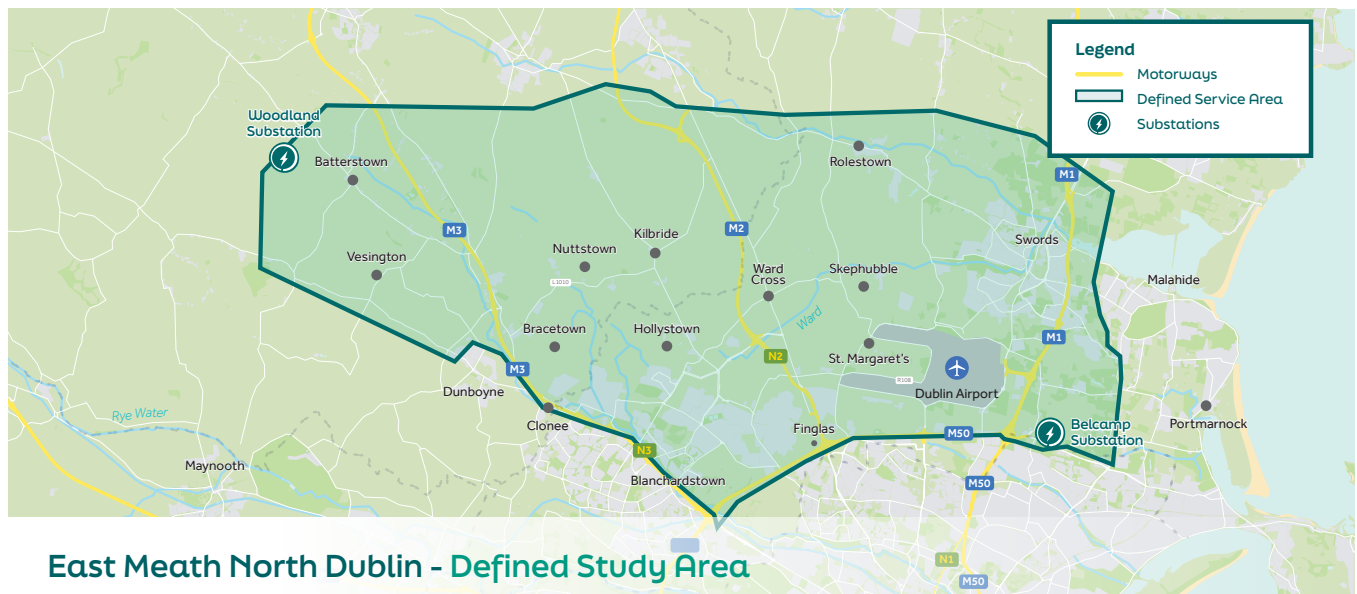 Legend
Motorways
Defined Service Area
Substations
Woodland
Substation
Batterstown
Rolestown
M1
M3
M2
Kilbride
Swords
Vesington
Nuttstown
Ward
Cross
Skephubble
Malahide
L1010
Ward
Bracetown
Hollystown
M1
N2
St. Margaret's
M3
R108
Dunboyne
Dublin Airport
Rye Water
Clonee
Finglas
M50
Belcamp
Substation
Portmarnock
N3
Maynooth
Blanchardstown
M50
N1
M50
East Meath North Dublin - Defined Study Area